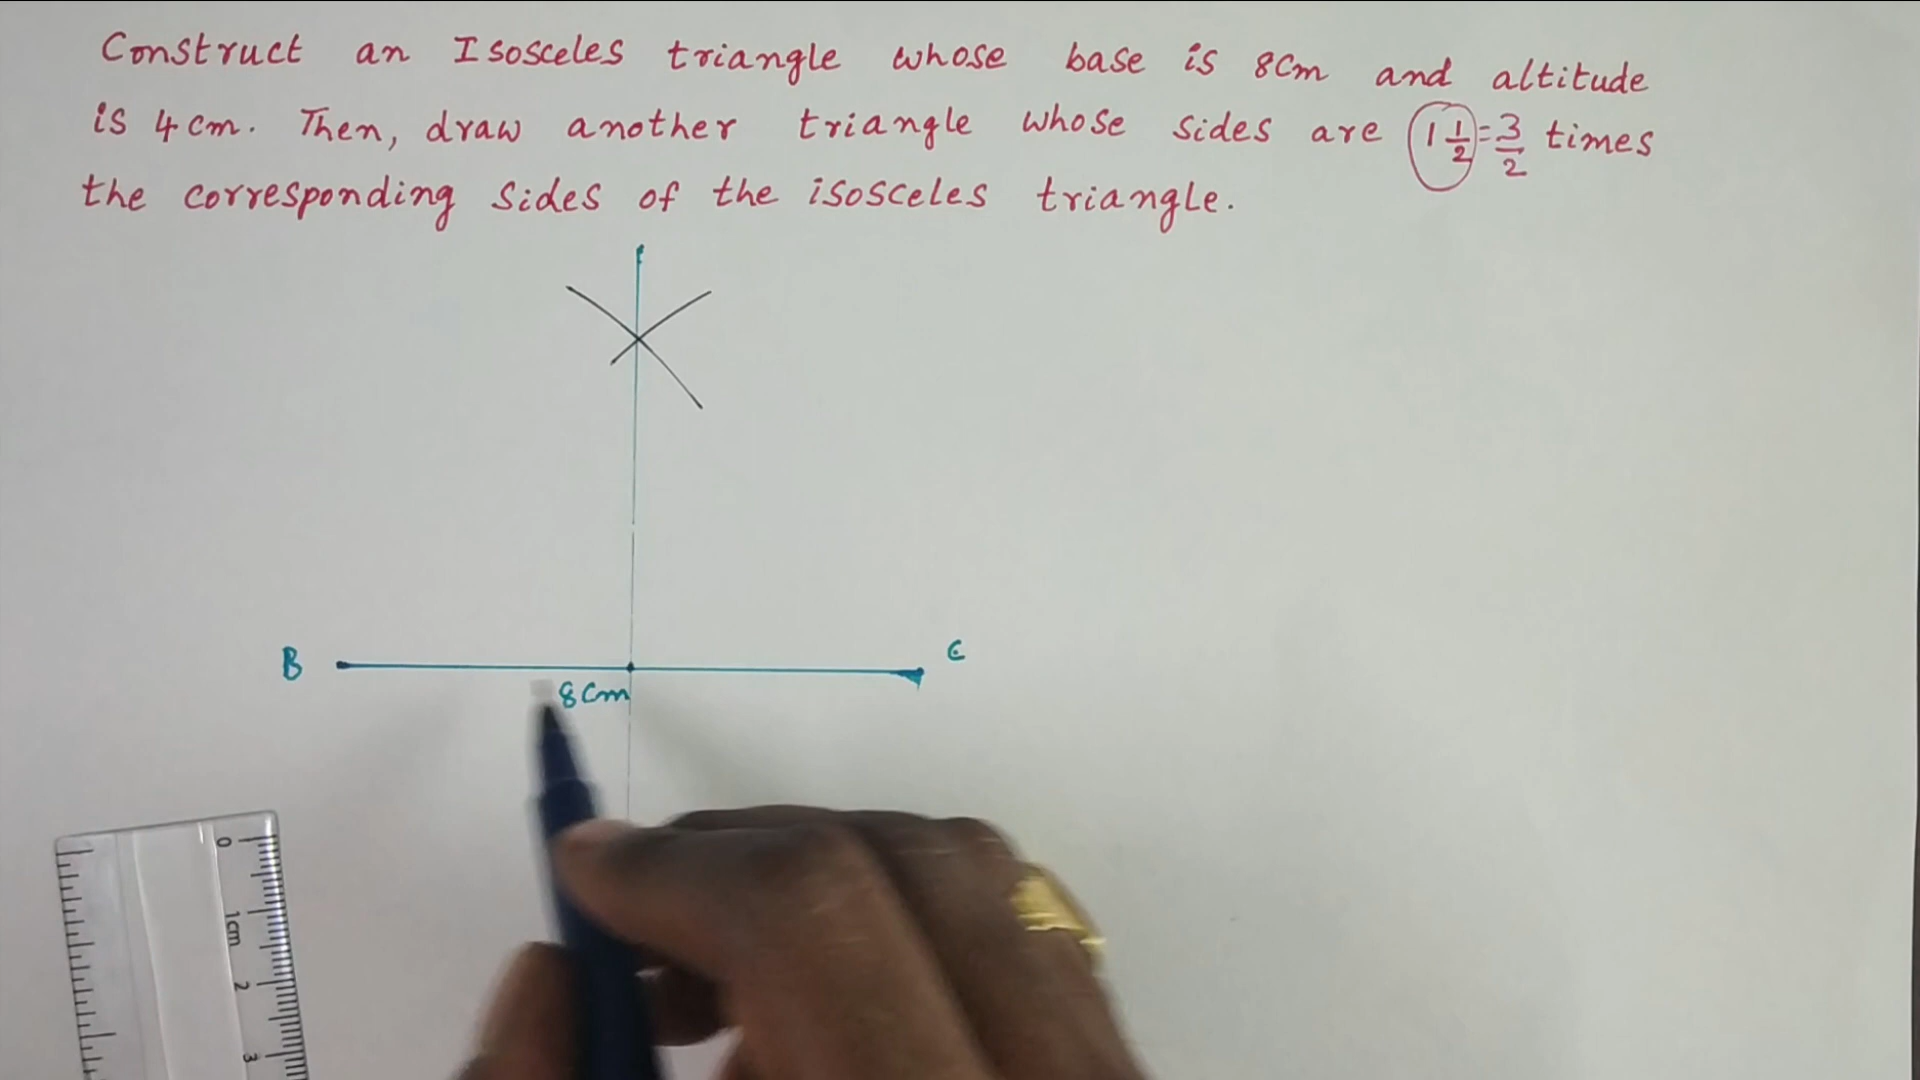 Construct an Isosceles triangle whose base is 8cm and altitude
is 4cm. Then, draw another triangle whose sides are 1 1/2 = 3/2 times
the corresponding sides of the isosceles triangle.
B
C
8cm
0
1cm
2
3